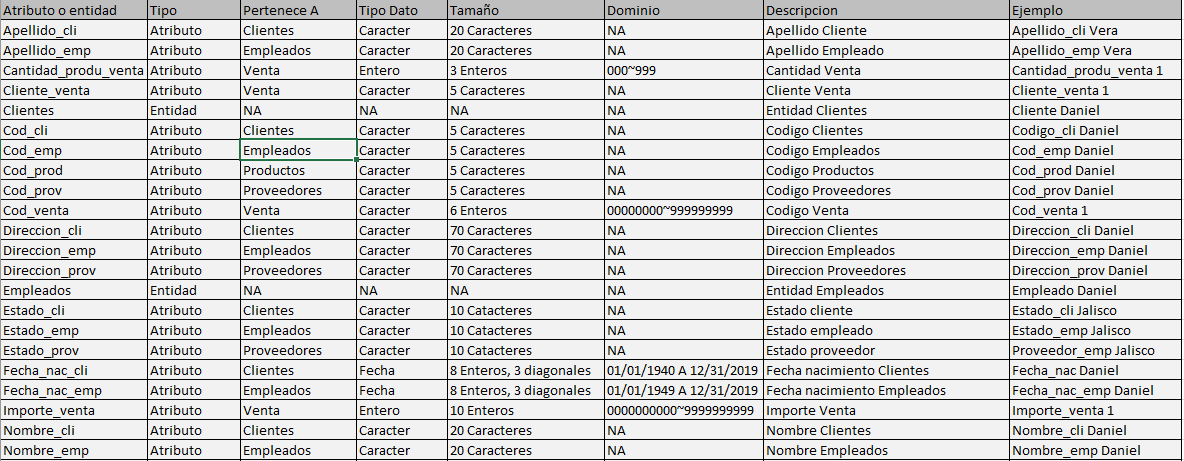 Atributo o entidad Tipo Pertenece A Tipo Dato Tamaño Dominio Descripcion Ejemplo
Apellido_cli Atributo Clientes Caracter 20 Caracteres NA Apellido Cliente Apellido_cli Vera
Apellido_emp Atributo Empleados Caracter 20 Caracteres NA Apellido Empleado Apellido_emp Vera
Cantidad_produ_venta Atributo Venta Entero 3 Enteros 000~999 Cantidad Venta Cantidad_produ_venta 1
Cliente_venta Atributo Venta Caracter 5 Caracteres NA Cliente Venta Cliente_venta 1
Clientes Entidad NA NA NA NA Entidad Clientes Cliente Daniel
Cod_cli Atributo Clientes Caracter 5 Caracteres NA Codigo Clientes Codigo_cli Daniel
Cod_emp Atributo Empleados Caracter 5 Caracteres NA Codigo Empleados Cod_emp Daniel
Cod_prod Atributo Productos Caracter 5 Caracteres NA Codigo Productos Cod_prod Daniel
Cod_prov Atributo Proveedores Caracter 5 Caracteres NA Codigo Proveedores Cod_prov Daniel
Cod_venta Atributo Venta Caracter 6 Enteros 00000000~999999999 Codigo Venta Cod_venta 1
Direccion_cli Atributo Clientes Caracter 70 Caracteres NA Direccion Clientes Direccion_cli Daniel
Direccion_emp Atributo Empleados Caracter 70 Caracteres NA Direccion Empleados Direccion_emp Daniel
Direccion_prov Atributo Proveedores Caracter 70 Caracteres NA Direccion Proveedores Direccion_prov Daniel
Empleados Entidad NA NA NA NA Entidad Empleados Empleado Daniel
Estado_cli Atributo Clientes Caracter 10 Catacteres NA Estado cliente Estado_cli Jalisco
Estado_emp Atributo Empleados Caracter 10 Catacteres NA Estado empleado Estado_emp Jalisco
Estado_prov Atributo Proveedores Caracter 10 Catacteres NA Estado proveedor Proveedor_emp Jalisco
Fecha_nac_cli Atributo Clientes Fecha 8 Enteros, 3 diagonales 01/01/1940 A 12/31/2019 Fecha nacimiento Clientes Fecha_nac Daniel
Fecha_nac_emp Atributo Empleados Fecha 8 Enteros, 3 diagonales 01/01/1949 A 12/31/2019 Fecha nacimiento Empleados Fecha_nac_emp Daniel
Importe_venta Atributo Venta Entero 10 Enteros 0000000000~9999999999 Importe Venta Importe_venta 1
Nombre_cli Atributo Clientes Caracter 20 Caracteres NA Nombre Clientes Nombre_cli Daniel
Nombre_emp Atributo Empleados Caracter 20 Caracteres NA Nombre Empleados Nombre_emp Daniel